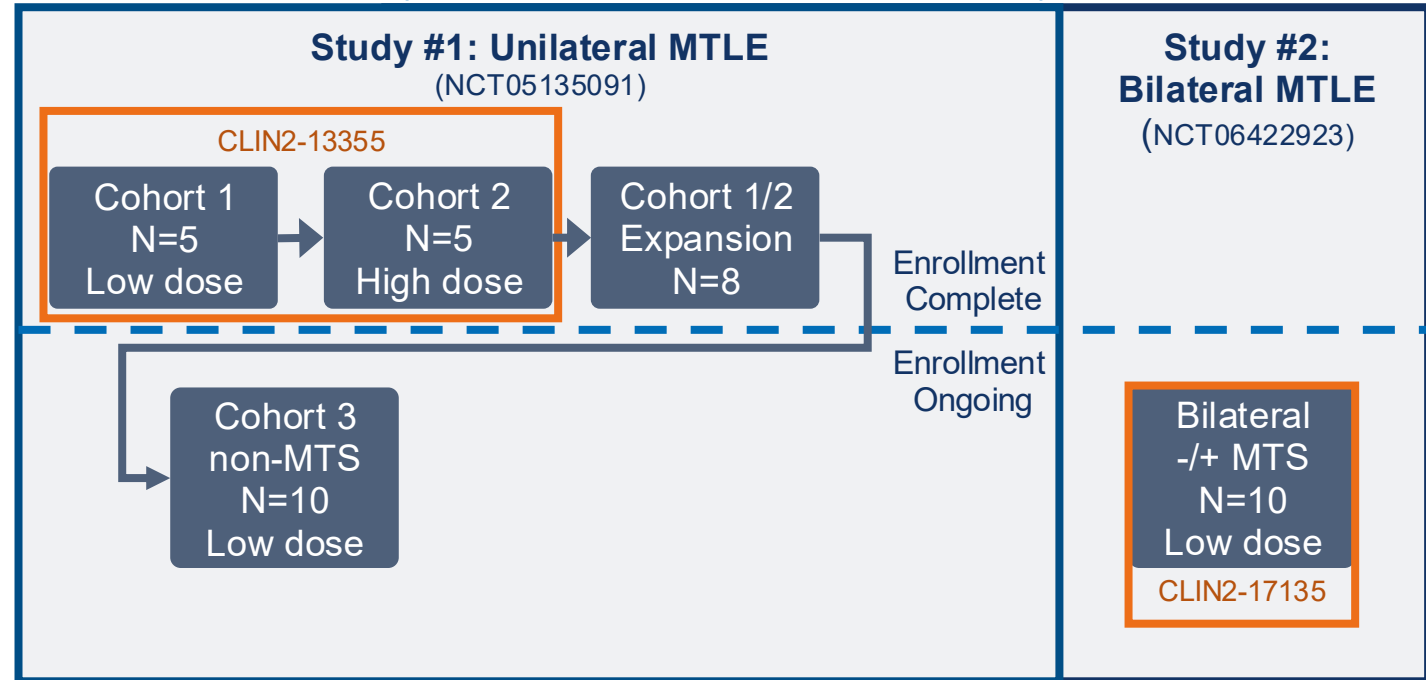 Study #1: Unilateral MTLE
(NCT05135091)
CLIN2-13355
Cohort 1
N=5
Low dose
Cohort 2
N=5
High dose
Cohort 1/2
Expansion
N=8
Enrollment
Complete
Enrollment
Ongoing
Cohort 3
non-MTS
N=10
Low dose
Study #2:
Bilateral MTLE
(NCT06422923)
Bilateral
-/+ MTS
N=10
Low dose
CLIN2-17135